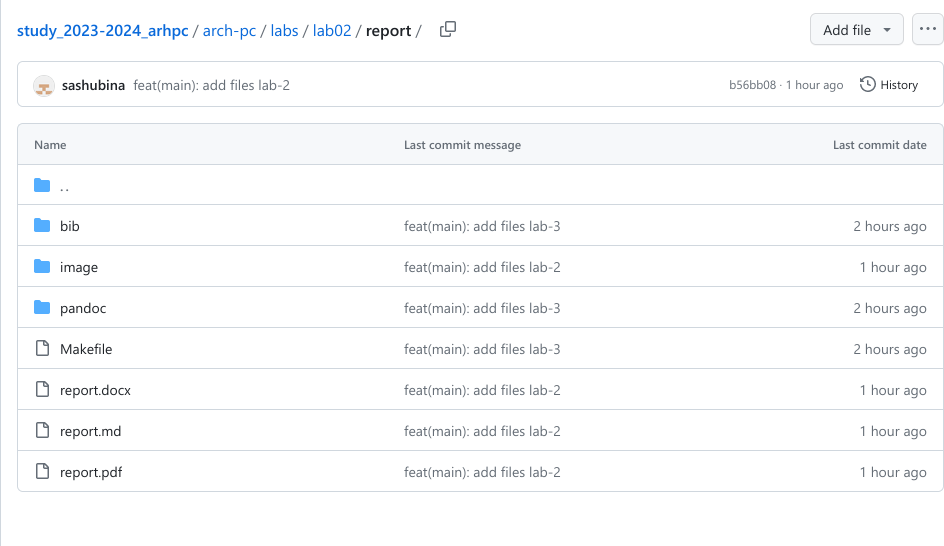 study_2023-2024_arhpc / arch-pc / labs / lab02 / report /
Add file
sashubina feat(main): add files lab-2
b56bb08 · 1 hour ago
History
Name Last commit message Last commit date
..
bib feat(main): add files lab-3 2 hours ago
image feat(main): add files lab-2 1 hour ago
pandoc feat(main): add files lab-3 2 hours ago
Makefile feat(main): add files lab-3 2 hours ago
report.docx feat(main): add files lab-2 1 hour ago
report.md feat(main): add files lab-2 1 hour ago
report.pdf feat(main): add files lab-2 1 hour ago